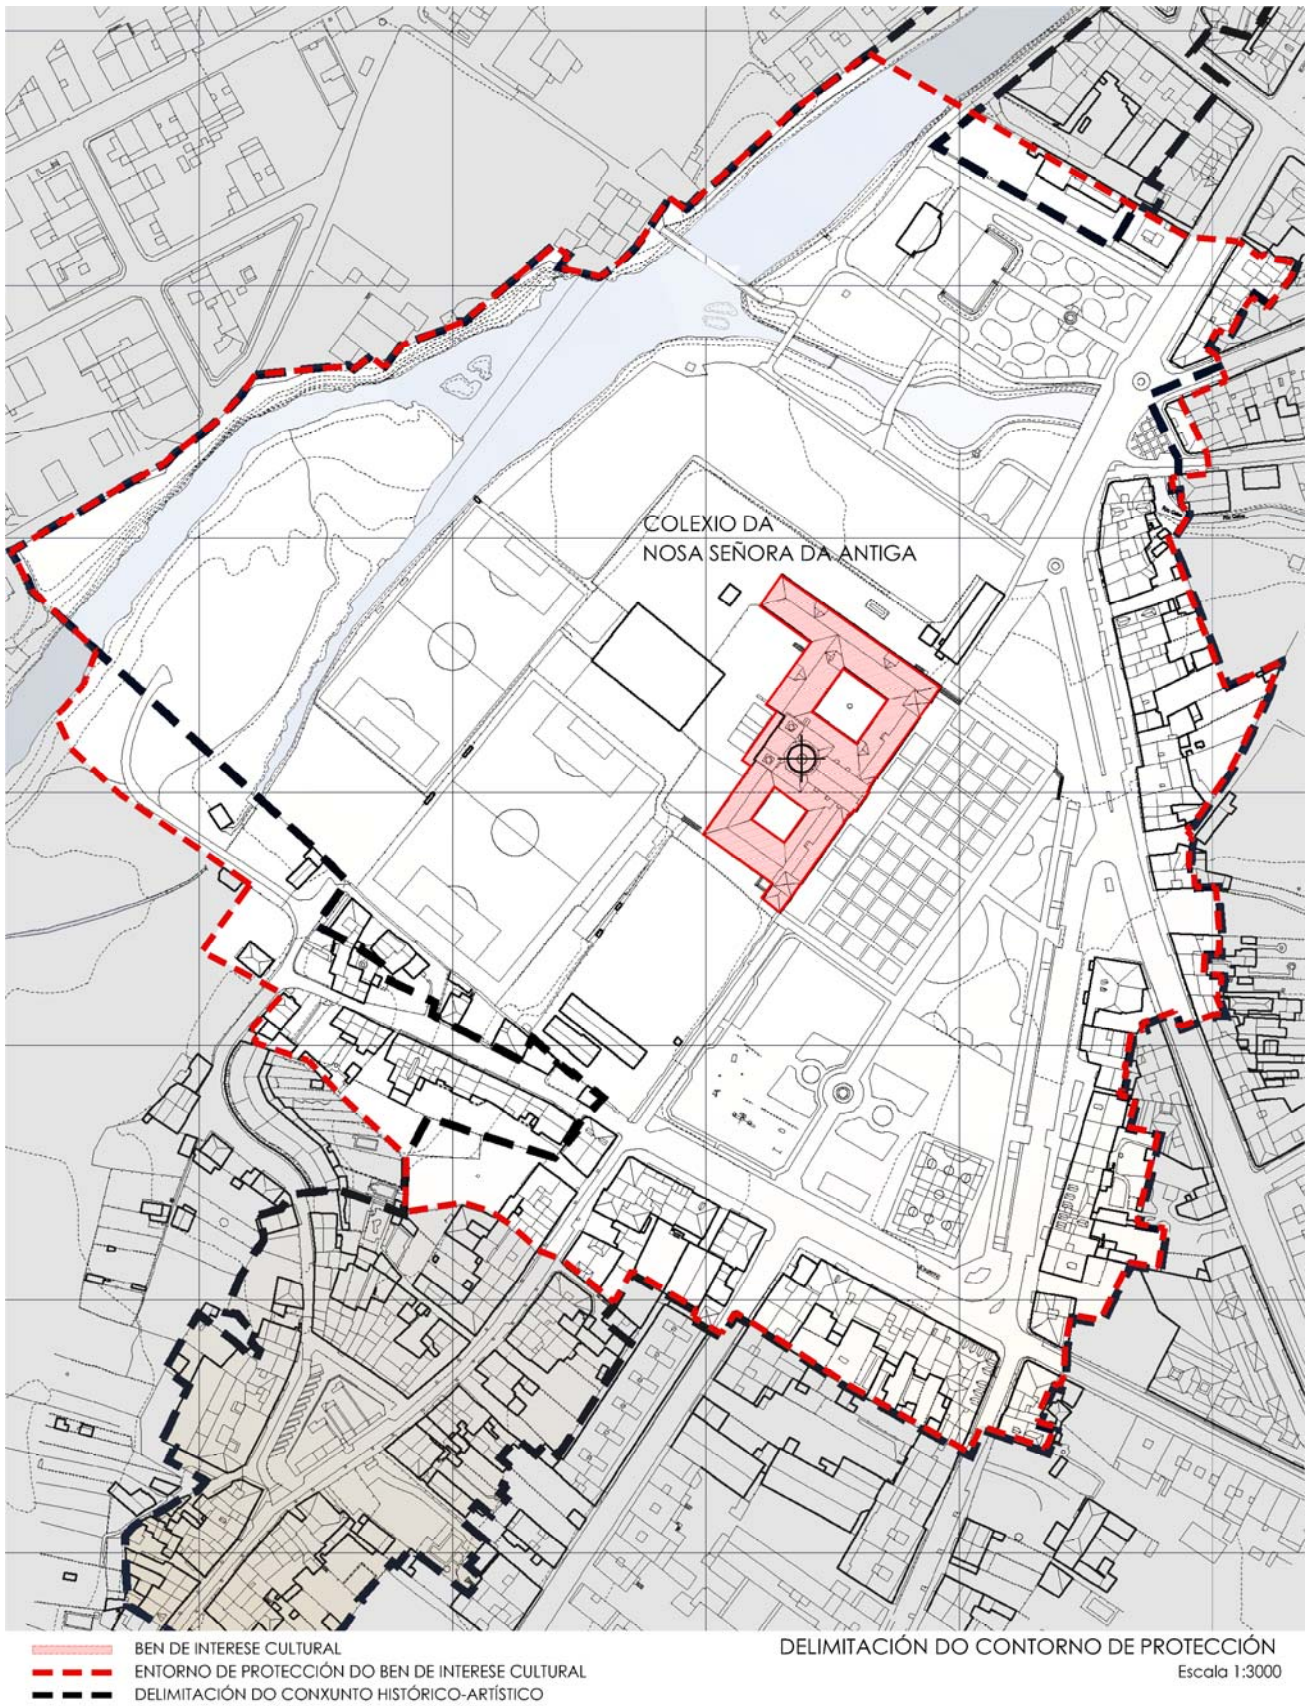 COLEXIO DA
NOSA SEÑORA DA ANTIGA
BEN DE INTERESE CULTURAL
ENTORNO DE PROTECCIÓN DO BEN DE INTERESE CULTURAL
DELIMITACIÓN DO CONXUNTO HISTÓRICO-ARTÍSTICO
DELIMITACIÓN DO CONTORNO DE PROTECCIÓN
Escala 1:3000